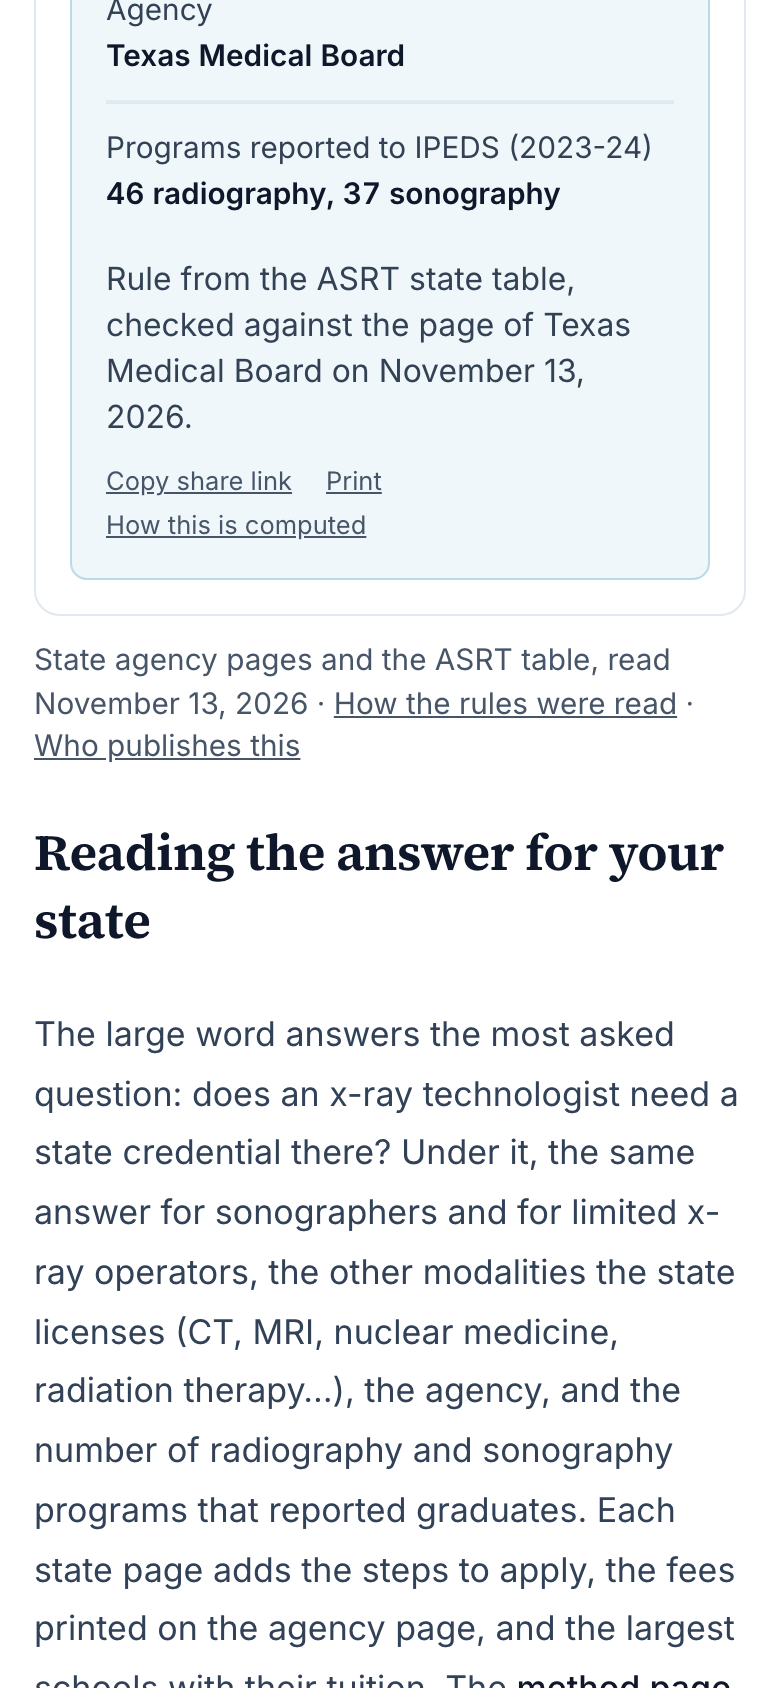 Agency
Texas Medical Board
Programs reported to IPEDS (2023-24)
46 radiography, 37 sonography
Rule from the ASRT state table,
checked against the page of Texas
Medical Board on November 13,
2026.
Copy share link Print
How this is computed
State agency pages and the ASRT table, read
November 13, 2026 · How the rules were read ·
Who publishes this
Reading the answer for your
state
The large word answers the most asked
question: does an x-ray technologist need a
state credential there? Under it, the same
answer for sonographers and for limited x-
ray operators, the other modalities the state
licenses (CT, MRI, nuclear medicine,
radiation therapy...), the agency, and the
number of radiography and sonography
programs that reported graduates. Each
state page adds the steps to apply, the fees
printed on the agency page, and the largest
schools with their tuition. The method page